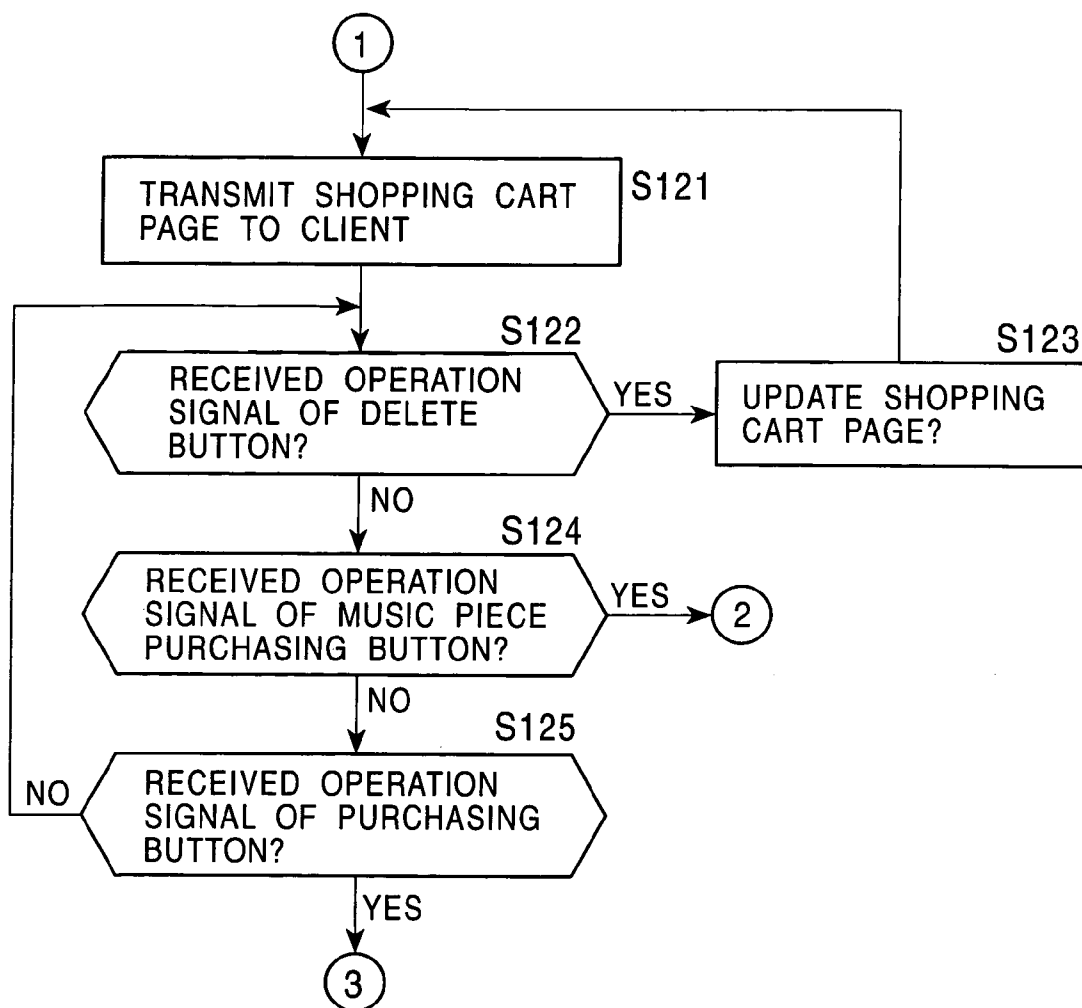 1
TRANSMIT SHOPPING CART
PAGE TO CLIENT
S121
S122
RECEIVED OPERATION
SIGNAL OF DELETE
BUTTON?
YES
NO
S123
UPDATE SHOPPING
CART PAGE?
S124
RECEIVED OPERATION
SIGNAL OF MUSIC PIECE
PURCHASING BUTTON?
YES
2
NO
S125
RECEIVED OPERATION
SIGNAL OF PURCHASING
BUTTON?
NO
YES
3